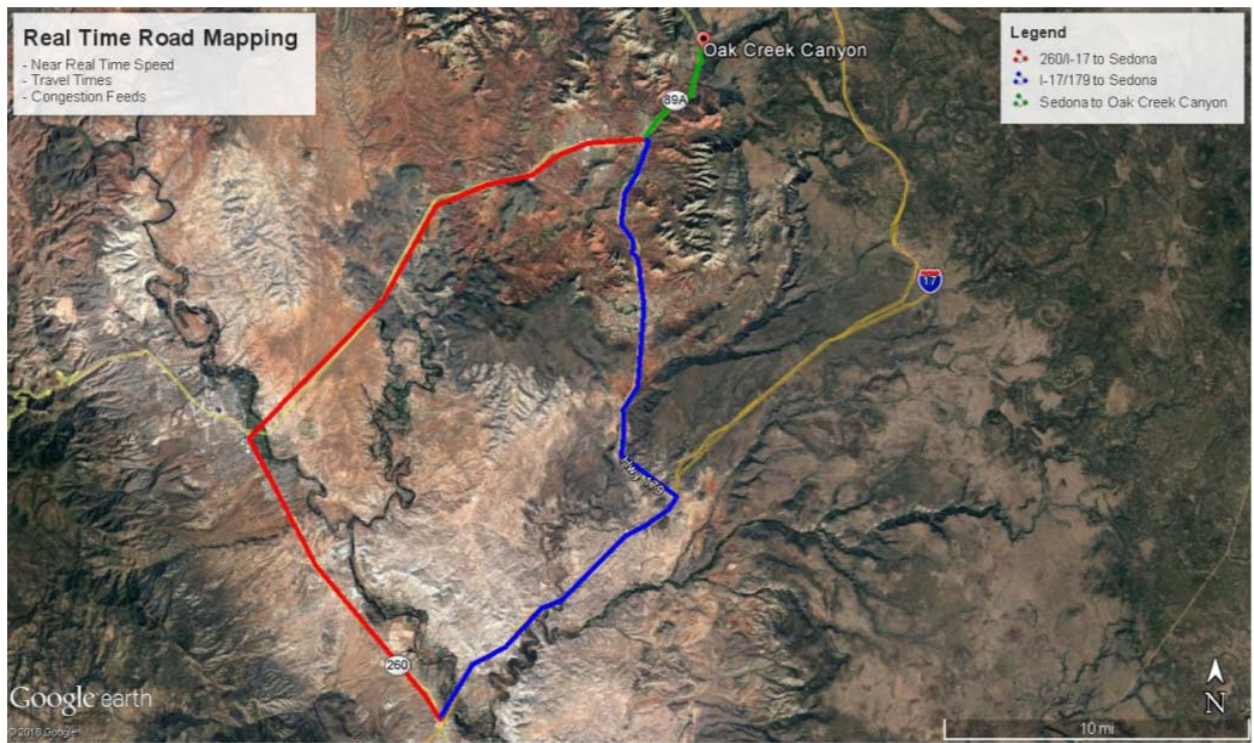 Real Time Road Mapping
- Near Real Time Speed
- Travel Times
- Congestion Feeds
Oak Creek Canyon
Legend
260/I-17 to Sedona
I-17/179 to Sedona
Sedona to Oak Creek Canyon
89A
17
Hwy 179
260
Google earth
© 2018 Google
N
10 mi